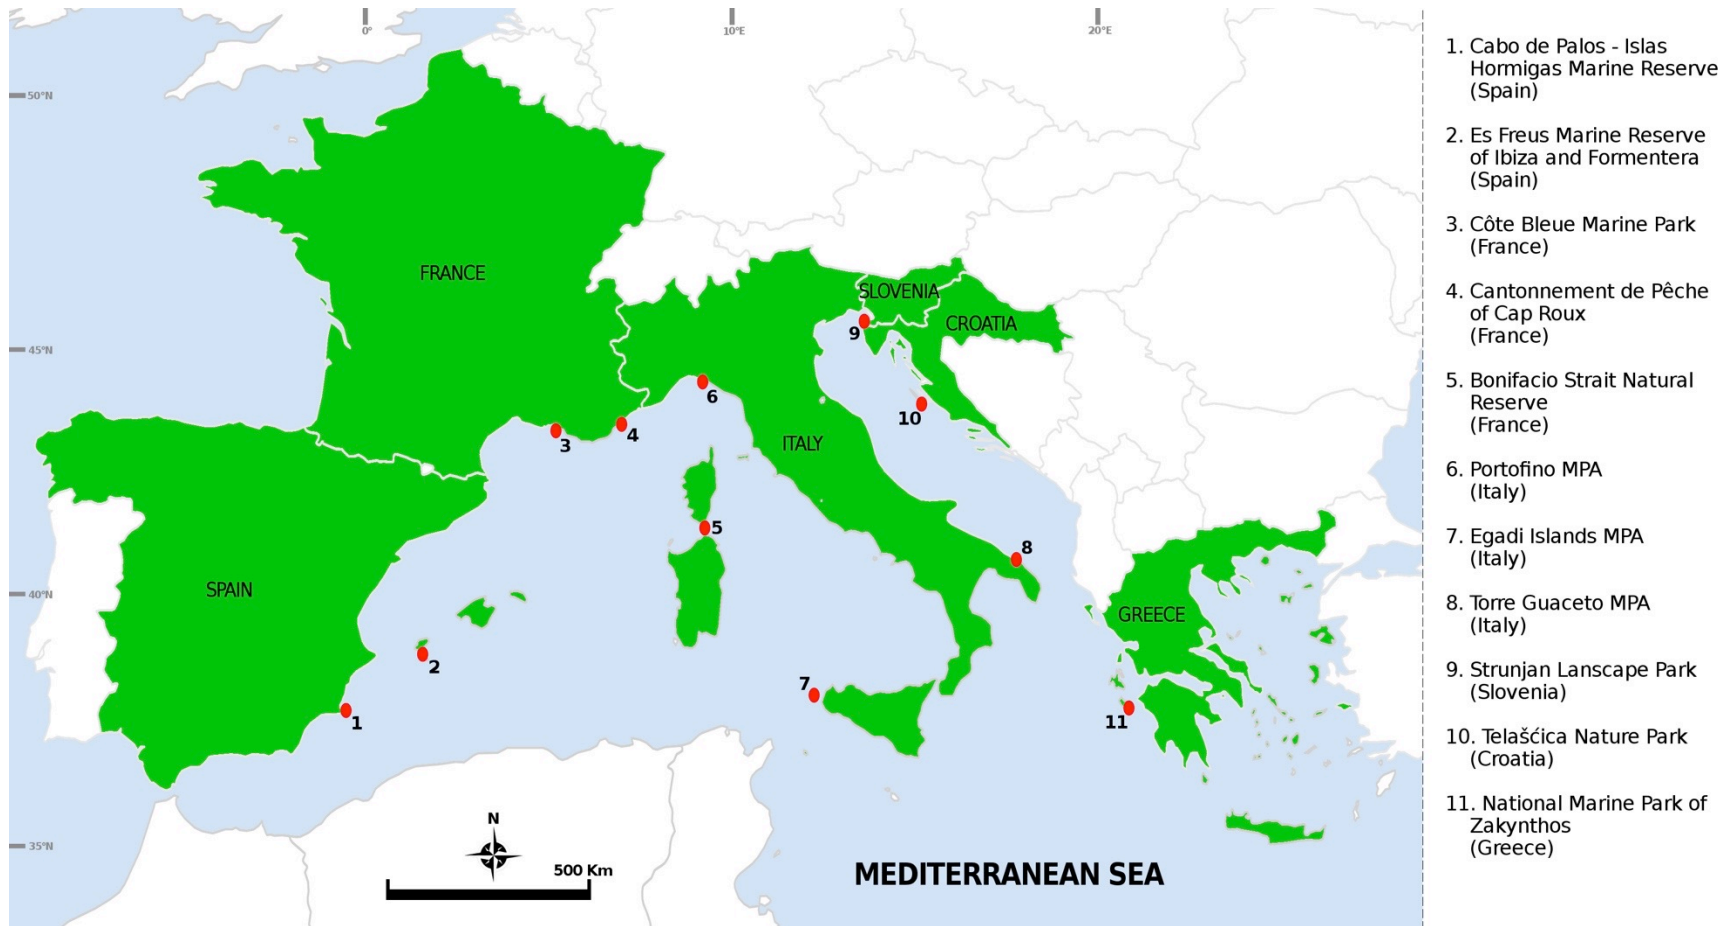 0°
10°E
20°E
50°N
45°N
40°N
35°N
FRANCE
SLOVENIA
CROATIA
ITALY
SPAIN
GREECE
9
10
6
3
4
5
8
2
1
7
11
N
500 Km
MEDITERRANEAN SEA
1. Cabo de Palos - Islas
Hormigas Marine Reserve
(Spain)
2. Es Freus Marine Reserve
of Ibiza and Formentera
(Spain)
3. Côte Bleue Marine Park
(France)
4. Cantonnement de Pêche
of Cap Roux
(France)
5. Bonifacio Strait Natural
Reserve
(France)
6. Portofino MPA
(Italy)
7. Egadi Islands MPA
(Italy)
8. Torre Guaceto MPA
(Italy)
9. Strunjan Lanscape Park
(Slovenia)
10. Telašćica Nature Park
(Croatia)
11. National Marine Park of
Zakynthos
(Greece)